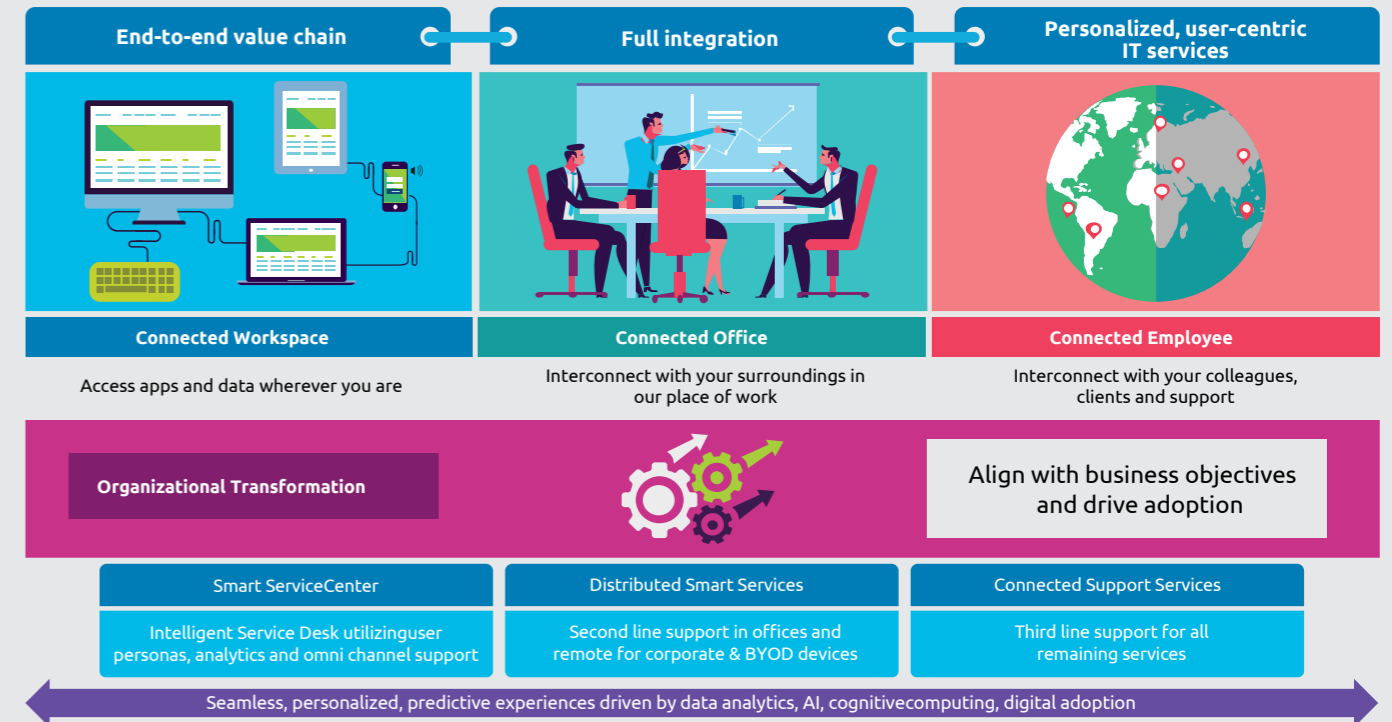 End-to-end value chain
Full integration
Personalized, user-centric
IT services
Connected Workspace
Connected Office
Connected Employee
Access apps and data wherever you are
Interconnect with your surroundings in
our place of work
Interconnect with your colleagues,
clients and support
Organizational Transformation
Align with business objectives
and drive adoption
Smart ServiceCenter
Distributed Smart Services
Connected Support Services
Intelligent Service Desk utilizinguser
personas, analytics and omni channel support
Second line support in offices and
remote for corporate & BYOD devices
Third line support for all
remaining services
Seamless, personalized, predictive experiences driven by data analytics, AI, cognitivecomputing, digital adoption